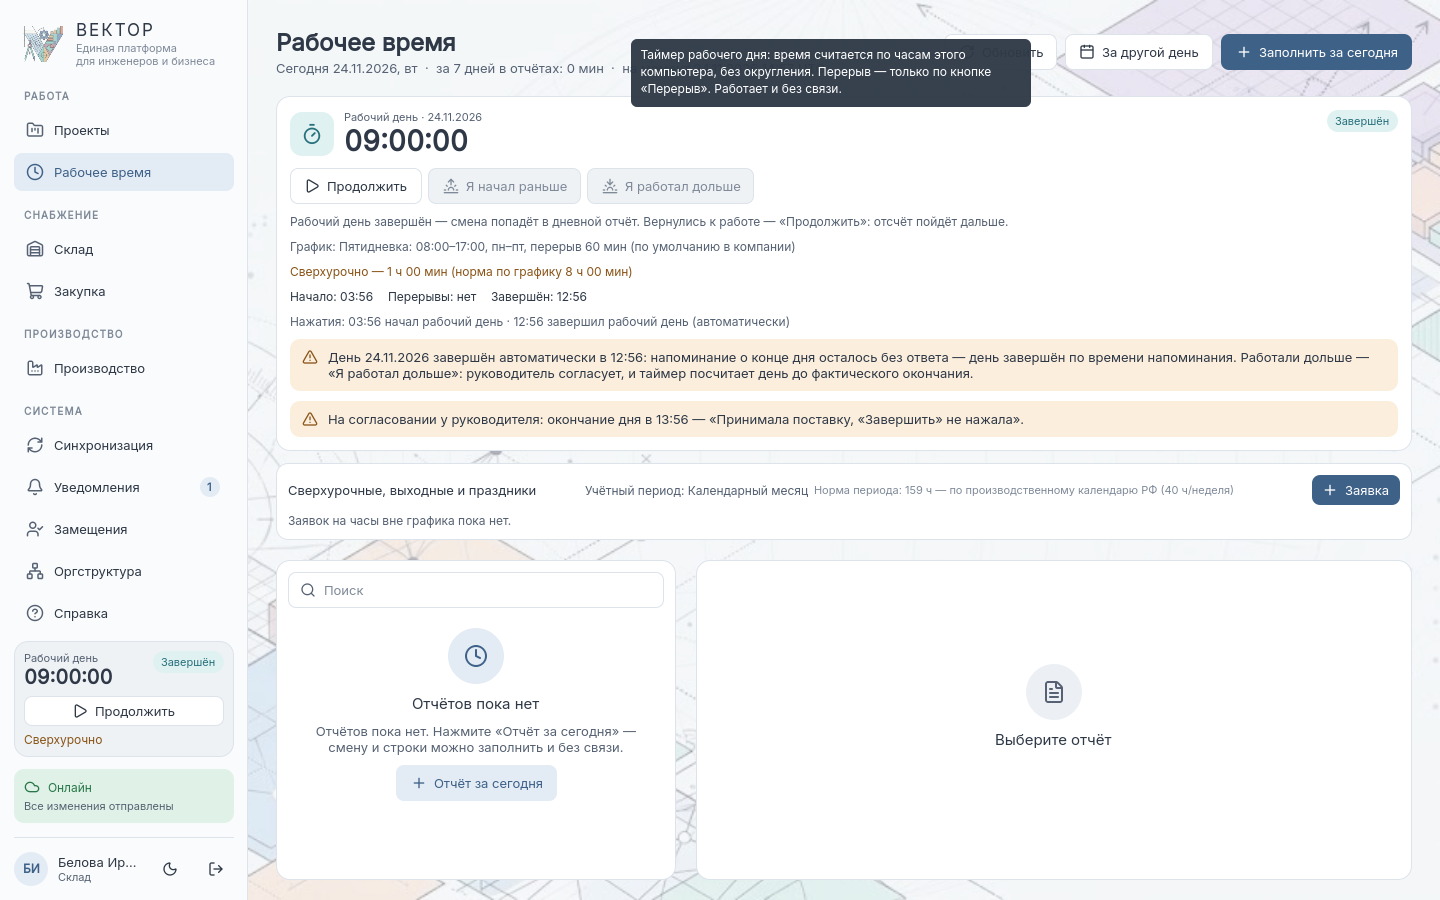 ВЕКТОР
Единая платформа
для инженеров и бизнеса
РАБОТА
Проекты
Рабочее время
СНАБЖЕНИЕ
Склад
Закупка
ПРОИЗВОДСТВО
Производство
СИСТЕМА
Синхронизация
Уведомления 1
Замещения
Оргструктура
Справка
Рабочий день Завершён
09:00:00
Продолжить
Сверхурочно
Онлайн
Все изменения отправлены
БИ Белова Ир...
Склад
Рабочее время
Сегодня 24.11.2026, вт · за 7 дней в отчётах: 0 мин ·
Таймер рабочего дня: время считается по часам этого
компьютера, без округления. Перерыв — только по кнопке
«Перерыв». Работает и без связи.
Обновить
За другой день
Заполнить за сегодня
Рабочий день · 24.11.2026
09:00:00
Завершён
Продолжить
Я начал раньше
Я работал дольше
Рабочий день завершён — смена попадёт в дневной отчёт. Вернулись к работе — «Продолжить»: отсчёт пойдёт дальше.
График: Пятидневка: 08:00–17:00, пн–пт, перерыв 60 мин (по умолчанию в компании)
Сверхурочно — 1 ч 00 мин (норма по графику 8 ч 00 мин)
Начало: 03:56 Перерывы: нет Завершён: 12:56
Нажатия: 03:56 начал рабочий день · 12:56 завершил рабочий день (автоматически)
День 24.11.2026 завершён автоматически в 12:56: напоминание о конце дня осталось без ответа — день завершён по времени напоминания. Работали дольше —
«Я работал дольше»: руководитель согласует, и таймер посчитает день до фактического окончания.
На согласовании у руководителя: окончание дня в 13:56 — «Принимала поставку, «Завершить» не нажала».
Сверхурочные, выходные и праздники
Учётный период: Календарный месяц Норма периода: 159 ч — по производственному календарю РФ (40 ч/неделя)
Заявка
Заявок на часы вне графика пока нет.
Поиск
Отчётов пока нет
Отчётов пока нет. Нажмите «Отчёт за сегодня» —
смену и строки можно заполнить и без связи.
Отчёт за сегодня
Выберите отчёт